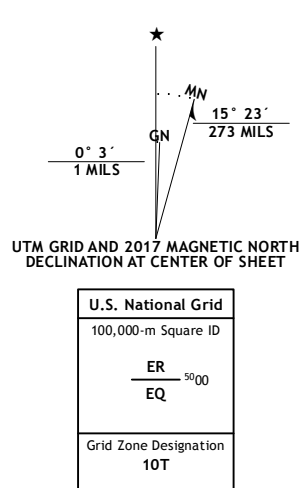 ★
MN
15° 23´
273 MILS
GN
0° 3´
1 MILS
UTM GRID AND 2017 MAGNETIC NORTH
DECLINATION AT CENTER OF SHEET
U.S. National Grid
100,000-m Square ID
ER
5000
EQ
Grid Zone Designation
10T